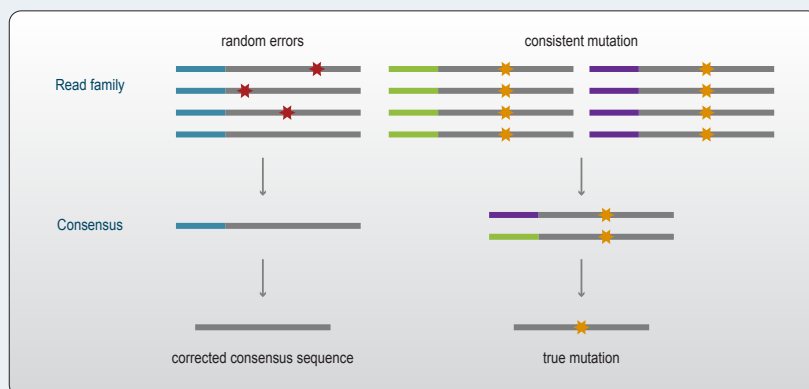 random errors
consistent mutation
Read family
Consensus
corrected consensus sequence
true mutation